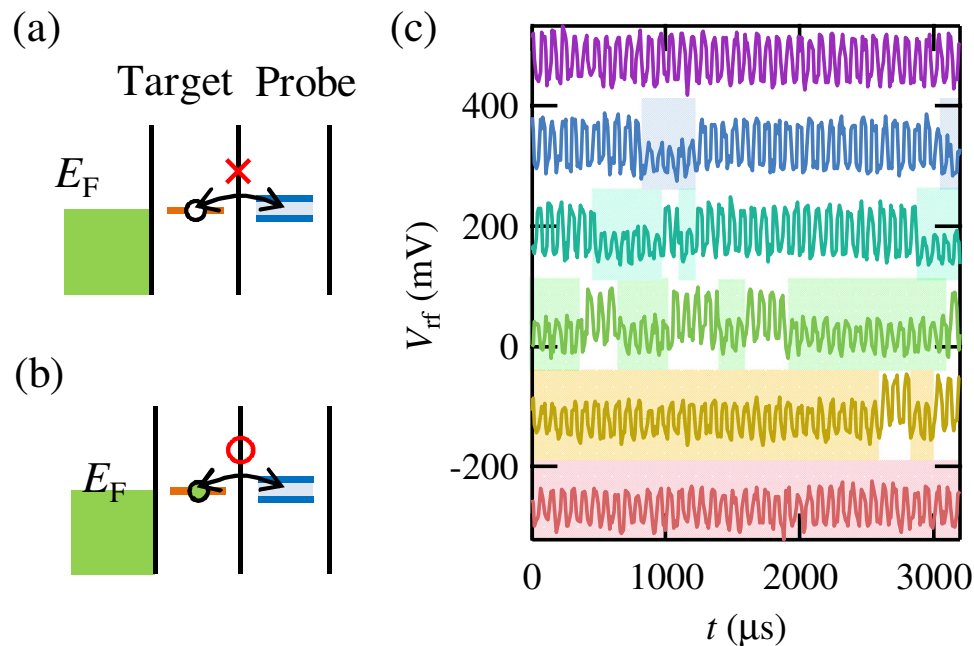 (a)
Target Probe
E_F
(b)
E_F
(c)
V_rf (mV)
400
200
0
-200
0 1000 2000 3000
t (μs)